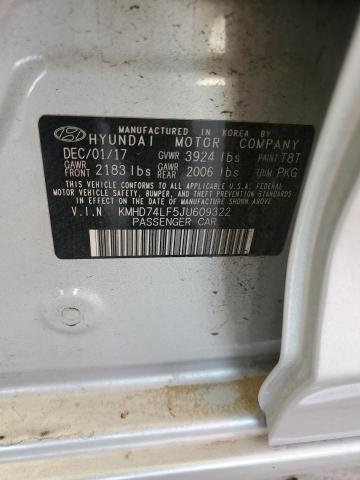 MANUFACTURED IN KOREA BY
HYUNDAI MOTOR COMPANY
DEC/01/17 GVWR 3924 lbs PAINT T8T
GAWR FRONT 2183 lbs GAWR REAR 2006 lbs TRIM PKG
THIS VEHICLE CONFORMS TO ALL APPLICABLE U.S. FEDERAL
MOTOR VEHICLE SAFETY, BUMPER, AND THEFT PREVENTION
STANDARDS IN EFFECT ON THE DATE OF MANUFACTURE SHOWN ABOVE.
V.I.N KMHD74LF5JU609322
PASSENGER CAR